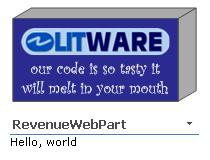 LITWARE
our code is so tasty it
will melt in your mouth
RevenueWebPart
Hello, world